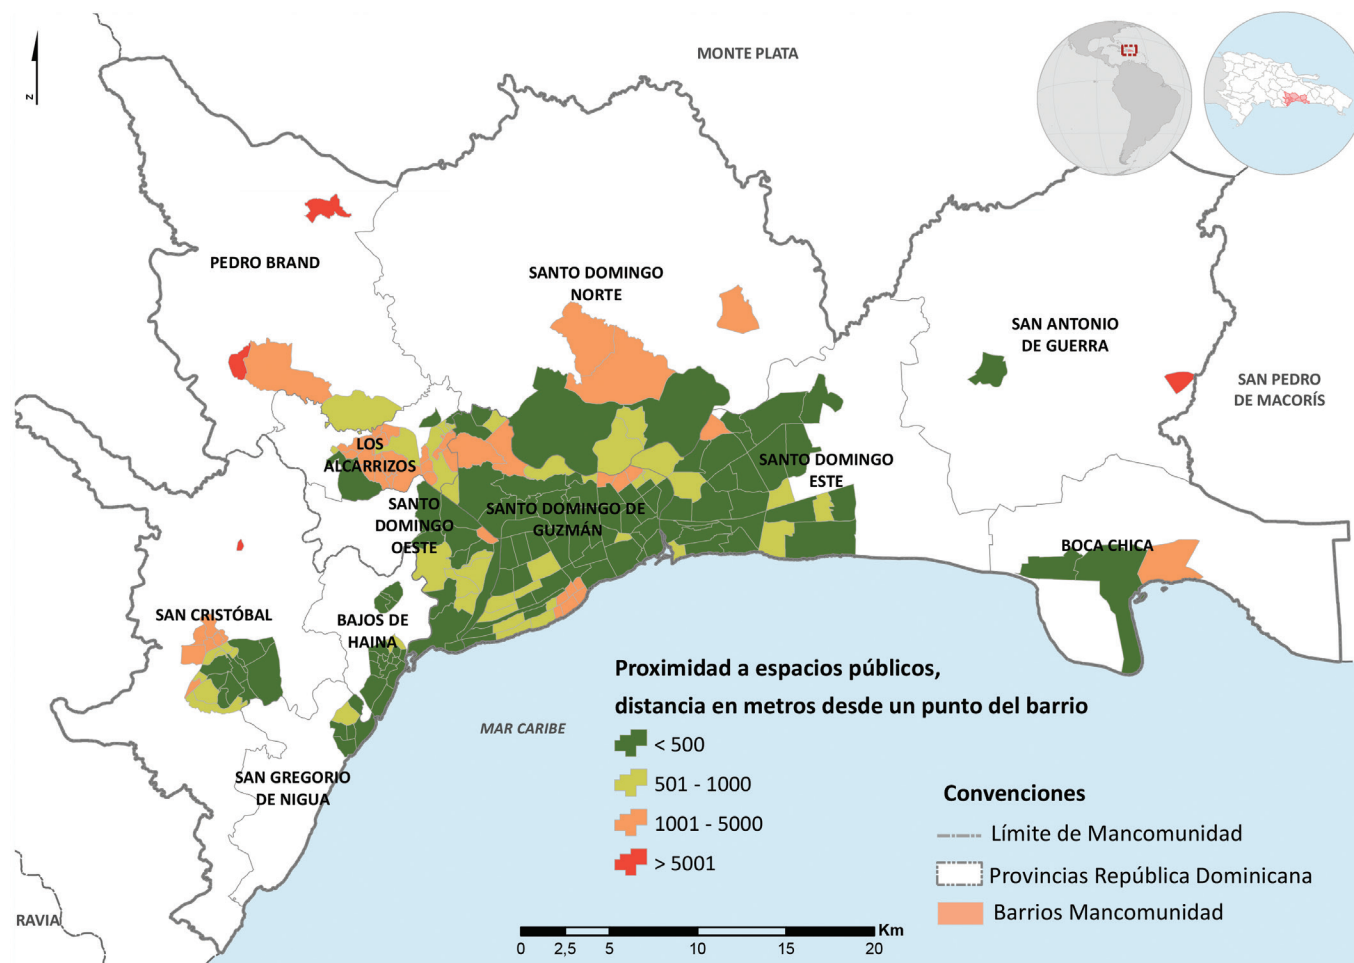 MONTE PLATA
z
PEDRO BRAND
SANTO DOMINGO
NORTE
SAN ANTONIO
DE GUERRA
SAN PEDRO
DE MACORÍS
LOS
ALCARRIZOS
SANTO DOMINGO
ESTE
SANTO
DOMINGO
OESTE
SANTO DOMINGO DE
GUZMÁN
BOCA CHICA
SAN CRISTÓBAL
BAJOS DE
HAINA
MAR CARIBE
SAN GREGORIO
DE NIGUA
RAVIA
Proximidad a espacios públicos,
distancia en metros desde un punto del barrio
< 500
501 - 1000
1001 - 5000
> 5001
Convenciones
Límite de Mancomunidad
Provincias República Dominicana
Barrios Mancomunidad
Km
0 2,5 5 10 15 20